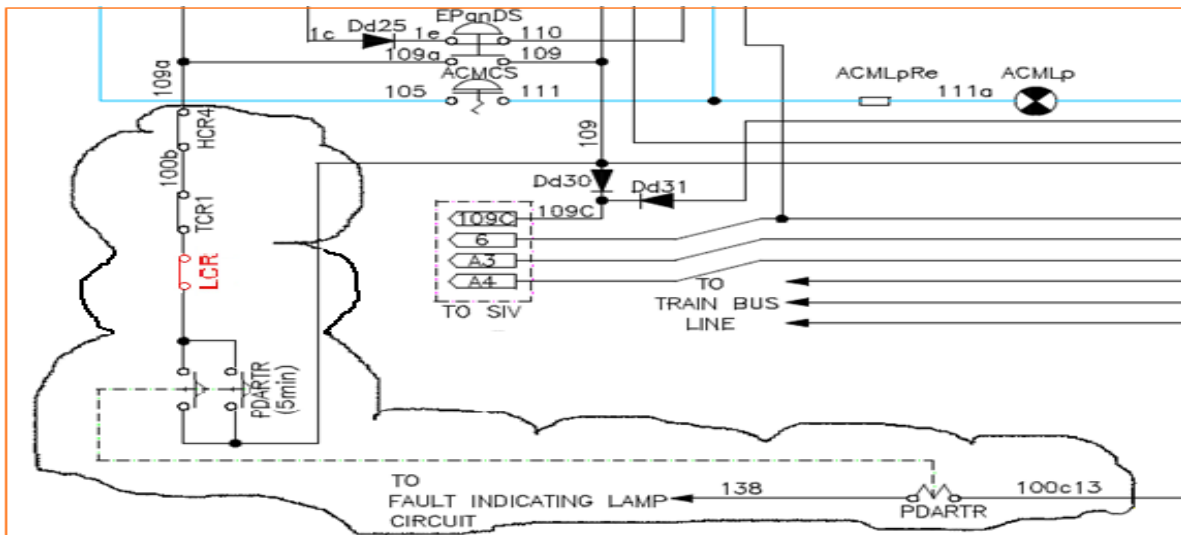 EPanDS
1c Dd25 1e 110
109a 109
ACMCS
105 111
ACMLpRe 111a ACMLp
109a
HCR4
100b
TCR1
LCR
PDARTR
(5min)
109
Dd30 Dd31
109C
109C
6
A3
A4
TO SIV
TO
TRAIN BUS
LINE
TO
FAULT INDICATING LAMP
CIRCUIT
138
PDARTR
100c13